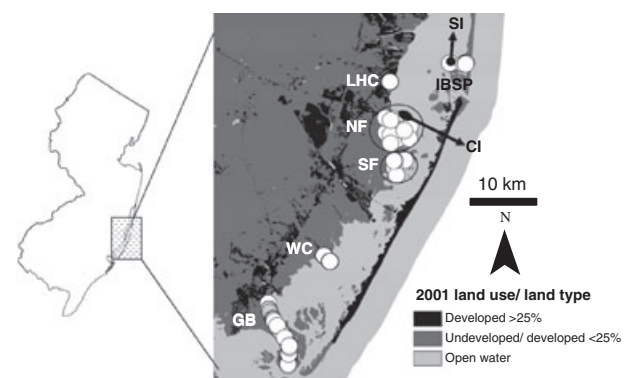 SI
LHC
IBSP
NF
CI
SF
10 km
N
WC
2001 land use/ land type
GB
Developed >25%
Undeveloped/ developed <25%
Open water